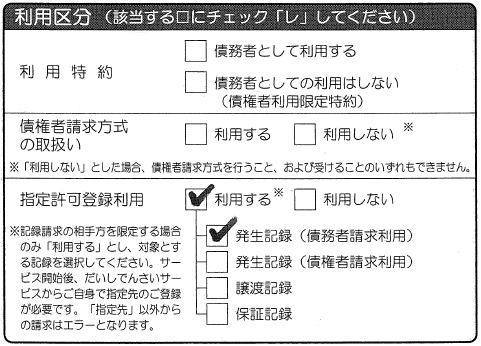 利用区分（該当する□にチェック「レ」してください）
利用特約
債務者として利用する
債務者としての利用はしない
（債権者利用限定特約）
債権者請求方式
の取扱い
利用する
利用しない※
※「利用しない」とした場合、債権者請求方式を行うこと、および受けることのいずれもできません。
指定許可登録利用
利用する※
利用しない
※記録請求の相手方を限定する場合
のみ「利用する」とし、対象とす
る記録を選択してください。サー
ビス開始後、だいしでんさいサー
ビスからご自身で指定先のご登録
が必要です。「指定先」以外から
の請求はエラーとなります。
発生記録（債務者請求利用）
発生記録（債権者請求利用）
譲渡記録
保証記録